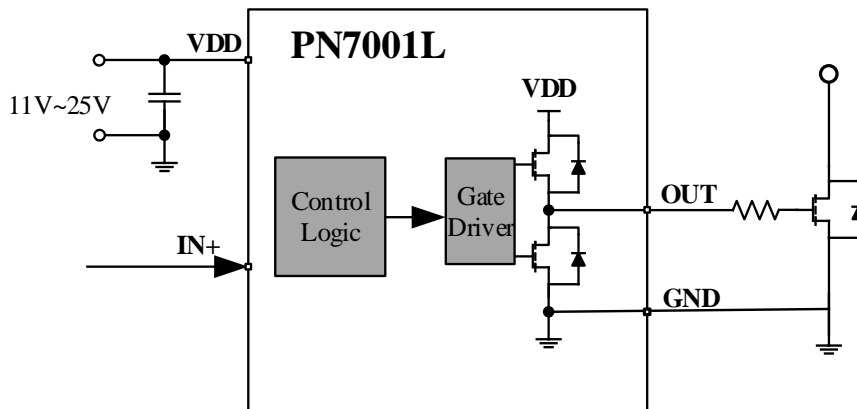 PN7001L
VDD
VDD
11V~25V
Control
Logic
Gate
Driver
OUT
IN+
GND